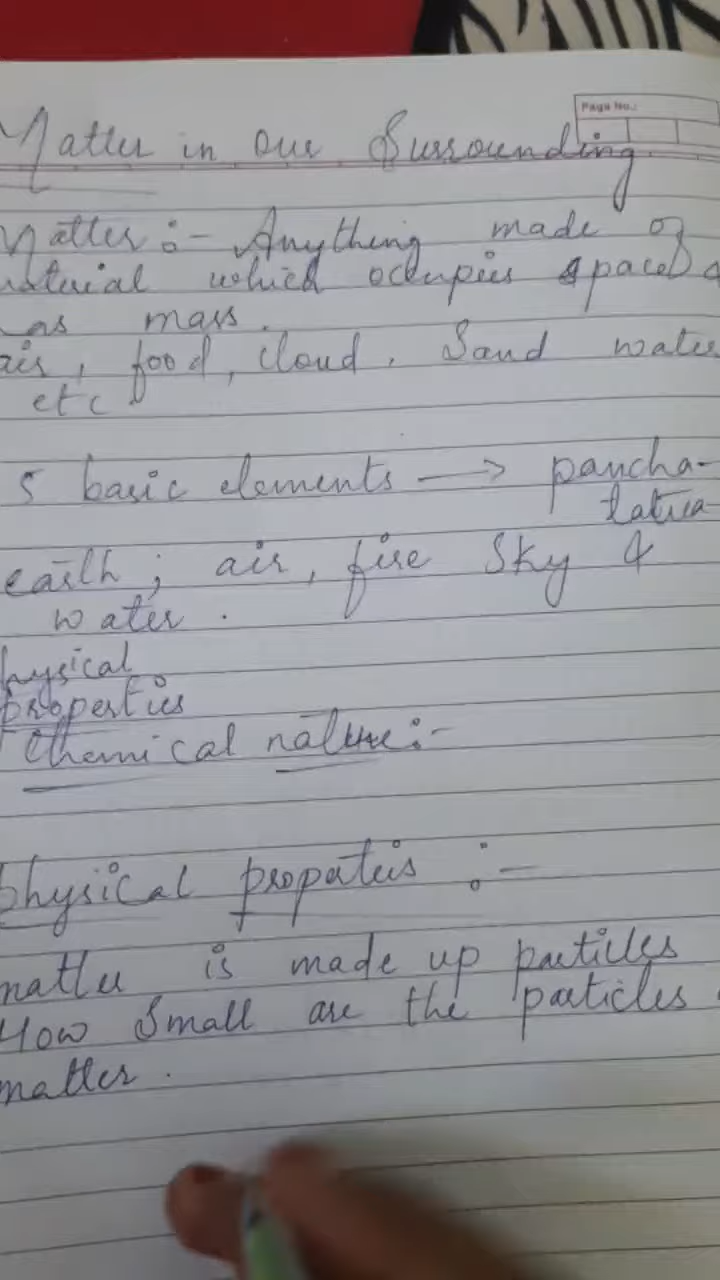 Page No.:
Matter in our Surrounding
Matter :- Anything made of
material which occupies space &
has mass.
air, food, cloud, Sand water
etc
5 basic elements → pancha-
tatva
earth; air, fire Sky &
water.
physical
properties
Chemical nature:-
physical propateis :-
matter is made up particles
How Small are the particles
matter.